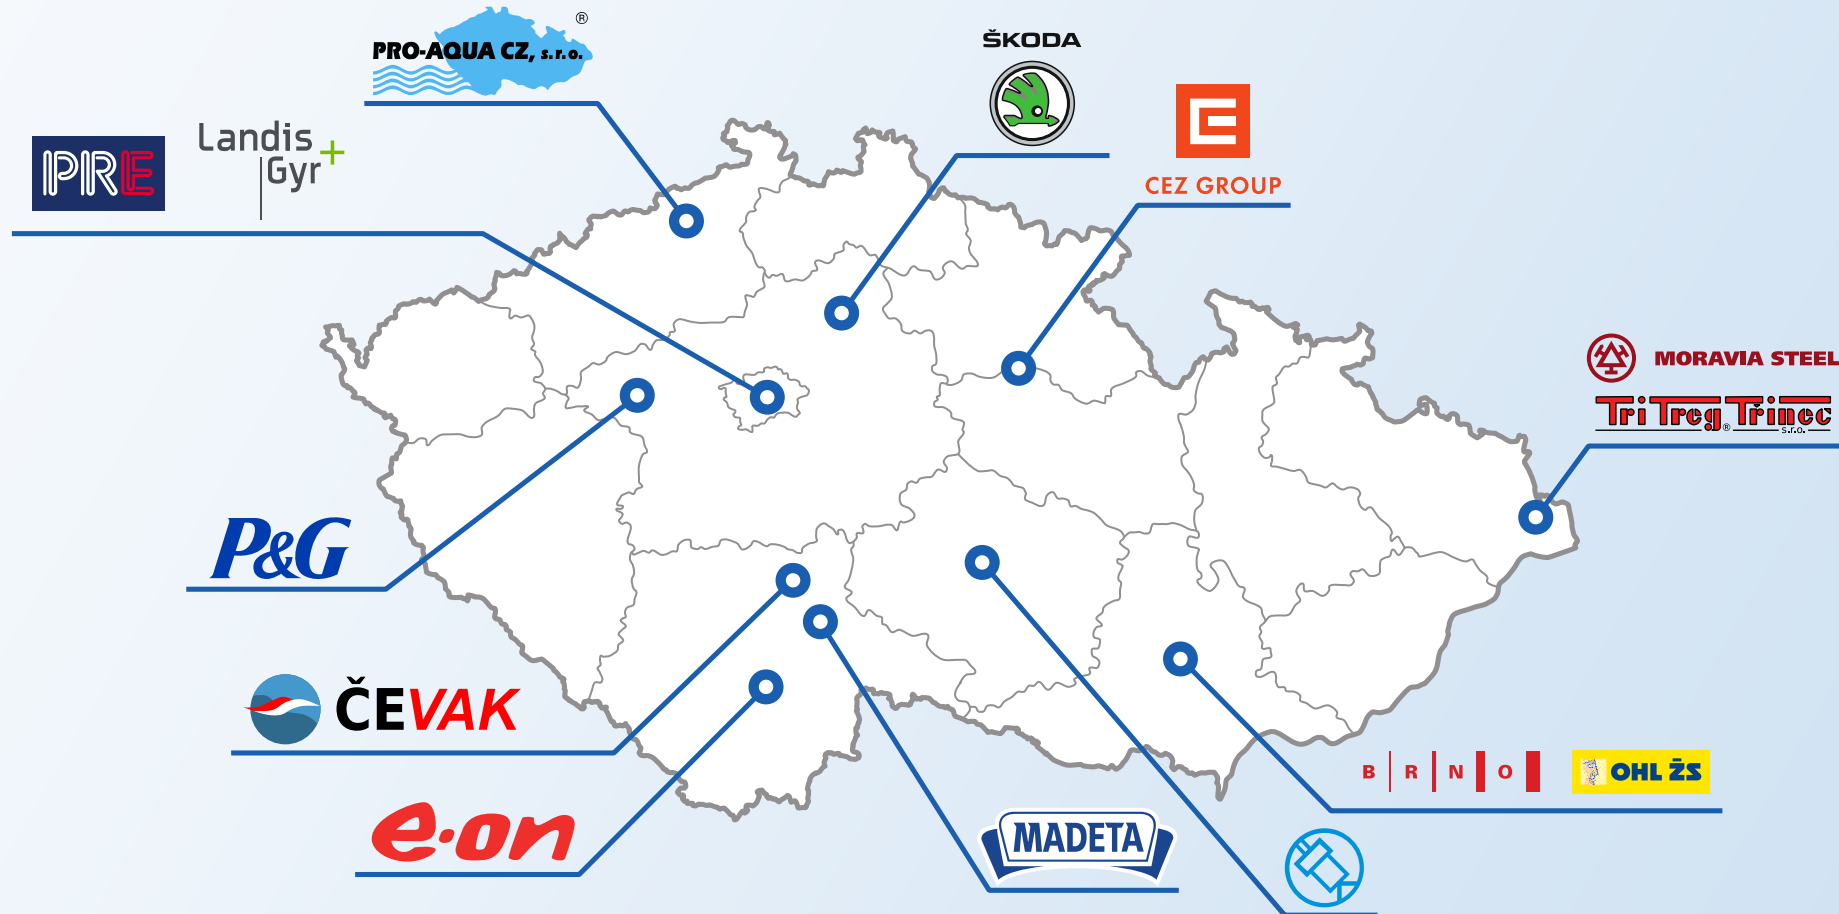 PRO-AQUA CZ, s.r.o. ®
ŠKODA
CEZ GROUP
PRE
Landis
Gyr+
MORAVIA STEEL
Tri Treg® Třinec
s.r.o.
P&G
ČEVAK
e·on
MADETA
B R N O
OHL ŽS